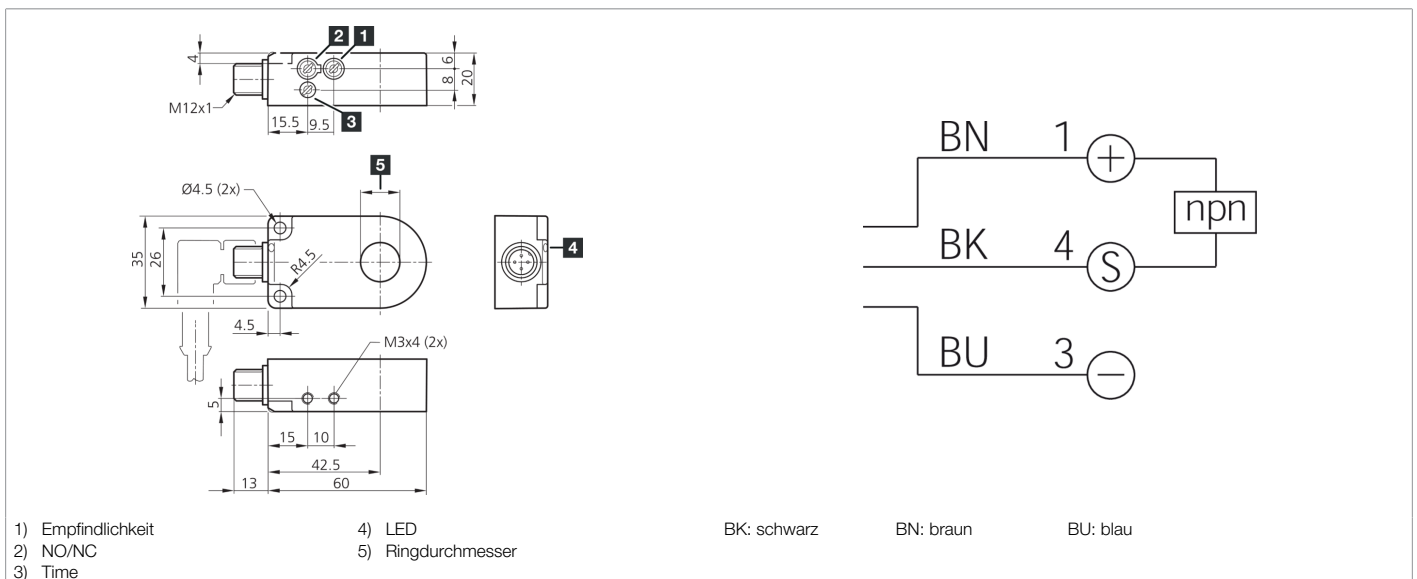 2 1
4
6
8
20
M12x1
15.5 9.5 3
5
Ø4.5 (2x)
35
26
R4.5
4
4.5
M3x4 (2x)
5
15 10
42.5
13 60
BN 1 +
npn
BK 4 S
BU 3 −
1) Empfindlichkeit
2) NO/NC
3) Time
4) LED
5) Ringdurchmesser
BK: schwarz BN: braun BU: blau